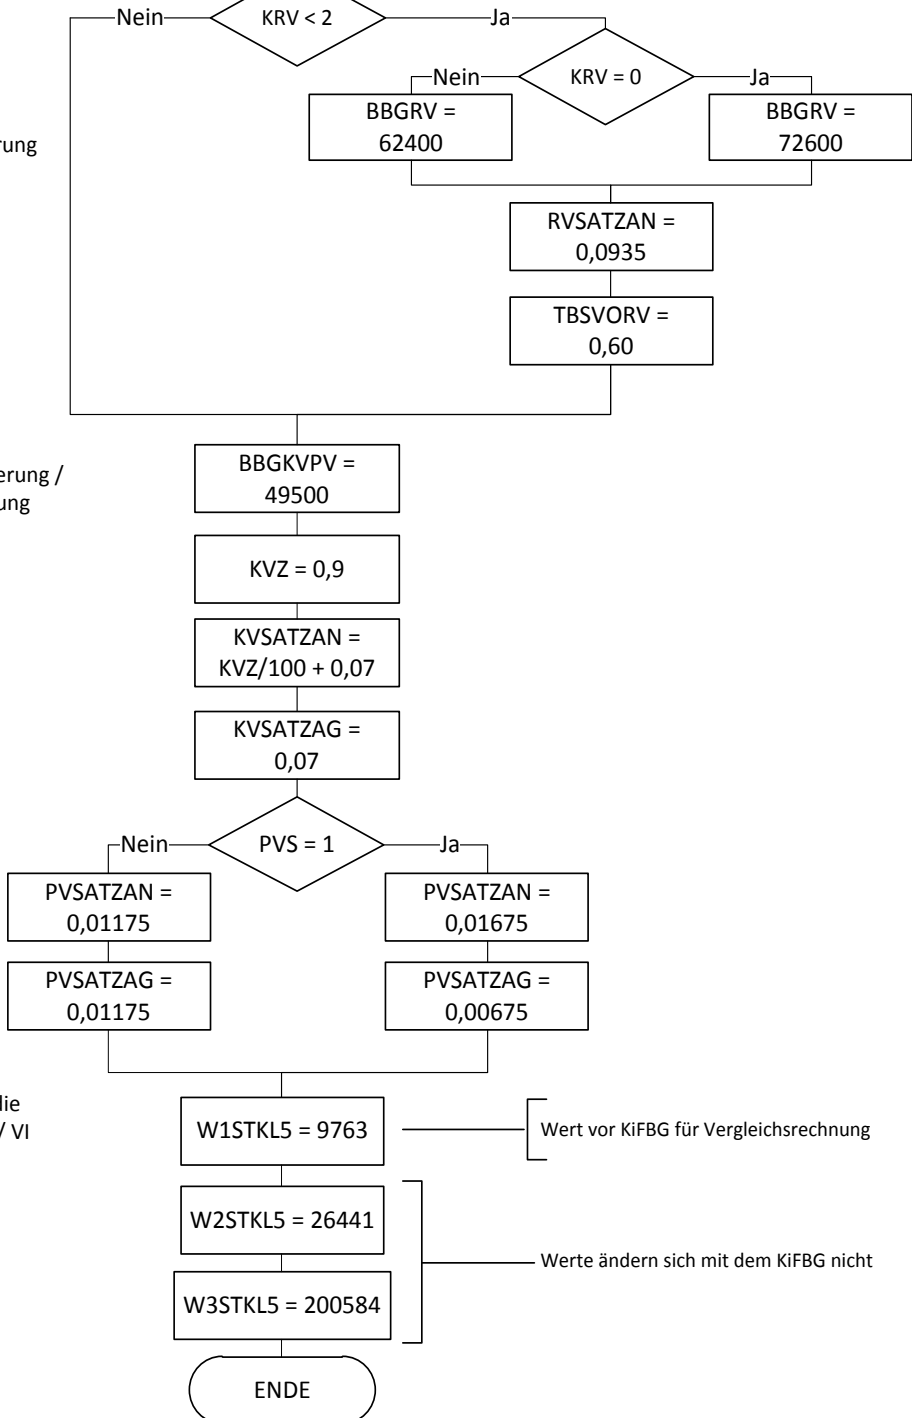 Nein
KRV < 2
Ja
Nein
KRV = 0
Ja
BBGRV =
62400
BBGRV =
72600
rung
RVSATZAN =
0,0935
TBSVORV =
0,60
BBGKVPV =
49500
erung /
ung
KVZ = 0,9
KVSATZAN =
KVZ/100 + 0,07
KVSATZAG =
0,07
Nein
PVS = 1
Ja
PVSATZAN =
0,01175
PVSATZAN =
0,01675
PVSATZAG =
0,01175
PVSATZAG =
0,00675
die
/ VI
W1STKL5 = 9763
Wert vor KiFBG für Vergleichsrechnung
W2STKL5 = 26441
Werte ändern sich mit dem KiFBG nicht
W3STKL5 = 200584
ENDE